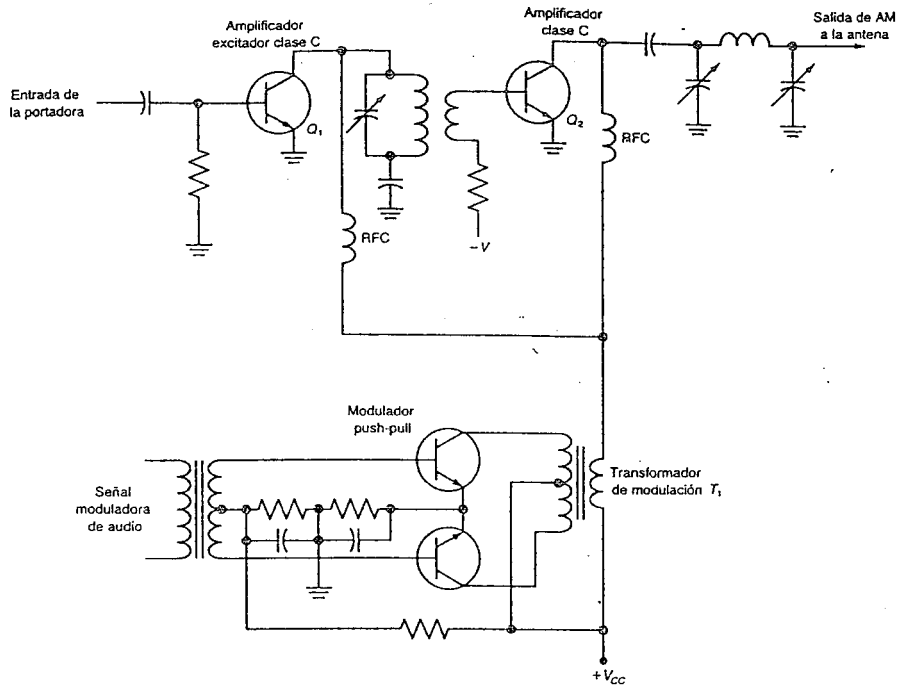 Amplificador
excitador clase C
Amplificador
clase C
Salida de AM
a la antena
Entrada de
la portadora
Q₁
Q₂
RFC
RFC
−V
Modulador
push-pull
Señal
moduladora
de audio
Transformador
de modulación T₁
+V_CC